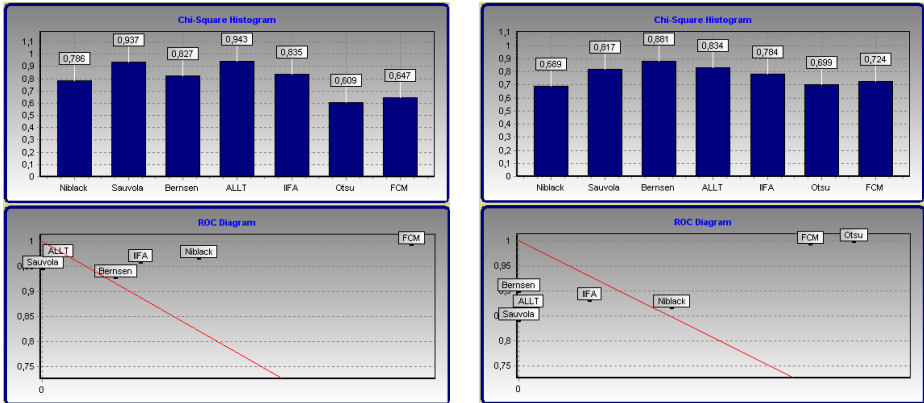 Chi-Square Histogram
1,1
1
0,9
0,8
0,7
0,6
0,5
0,4
0,3
0,2
0,1
0
0,786
0,937
0,827
0,943
0,835
0,609
0,647
Niblack Sauvola Bernsen ALLT IIFA Otsu FCM
ROC Diagram
1
0,9
0,85
0,8
0,75
0
FCM
ALLT
IIFA
Niblack
Sauvola
Bernsen
Chi-Square Histogram
1,1
1
0,9
0,8
0,7
0,6
0,5
0,4
0,3
0,2
0,1
0
0,689
0,817
0,881
0,834
0,784
0,699
0,724
Niblack Sauvola Bernsen ALLT IIFA Otsu FCM
ROC Diagram
1
0,95
0,75
0
FCM
Otsu
Bernsen
ALLT
IIFA
Niblack
Sauvola